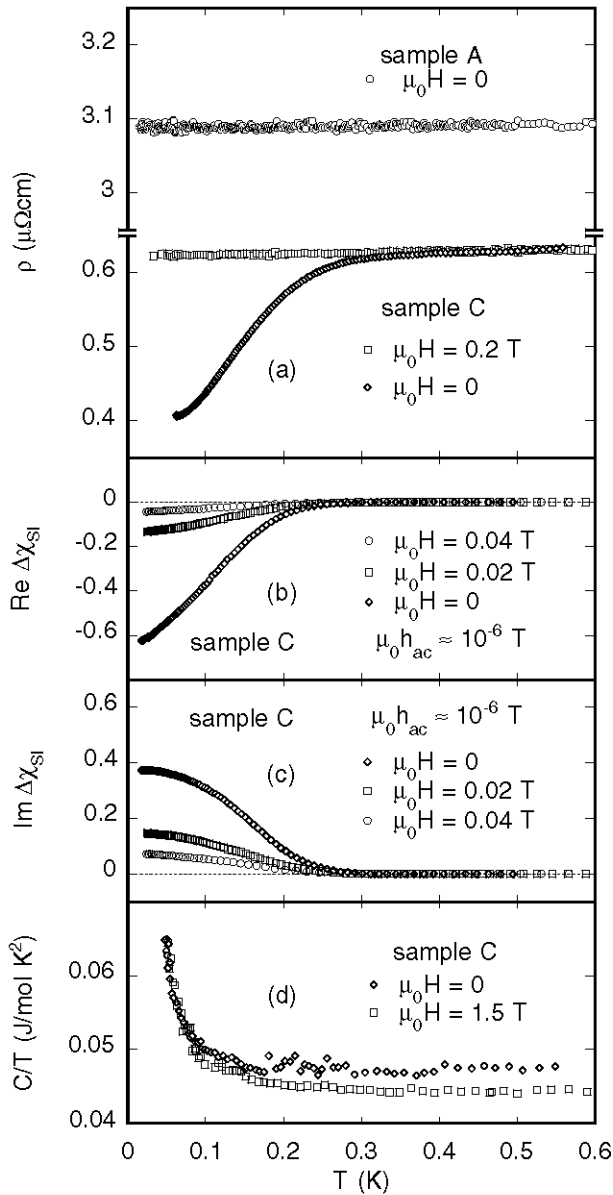 3.2
sample A
○ μ₀H = 0
3.1
3
ρ (μΩcm)
0.6
sample C
□ μ₀H = 0.2 T
0.5
(a)
◇ μ₀H = 0
0.4
0
-0.2
○ μ₀H = 0.04 T
□ μ₀H = 0.02 T
-0.4
Re Δχ_SI
(b)
◇ μ₀H = 0
-0.6
sample C
μ₀h_ac ≈ 10⁻⁶ T
0.6
sample C
μ₀h_ac ≈ 10⁻⁶ T
0.4
Im Δχ_SI
(c)
◇ μ₀H = 0
□ μ₀H = 0.02 T
0.2
○ μ₀H = 0.04 T
0
C/T (J/mol K²)
sample C
0.06
(d)
◇ μ₀H = 0
□ μ₀H = 1.5 T
0.05
0.04
0 0.1 0.2 0.3 0.4 0.5 0.6
T (K)